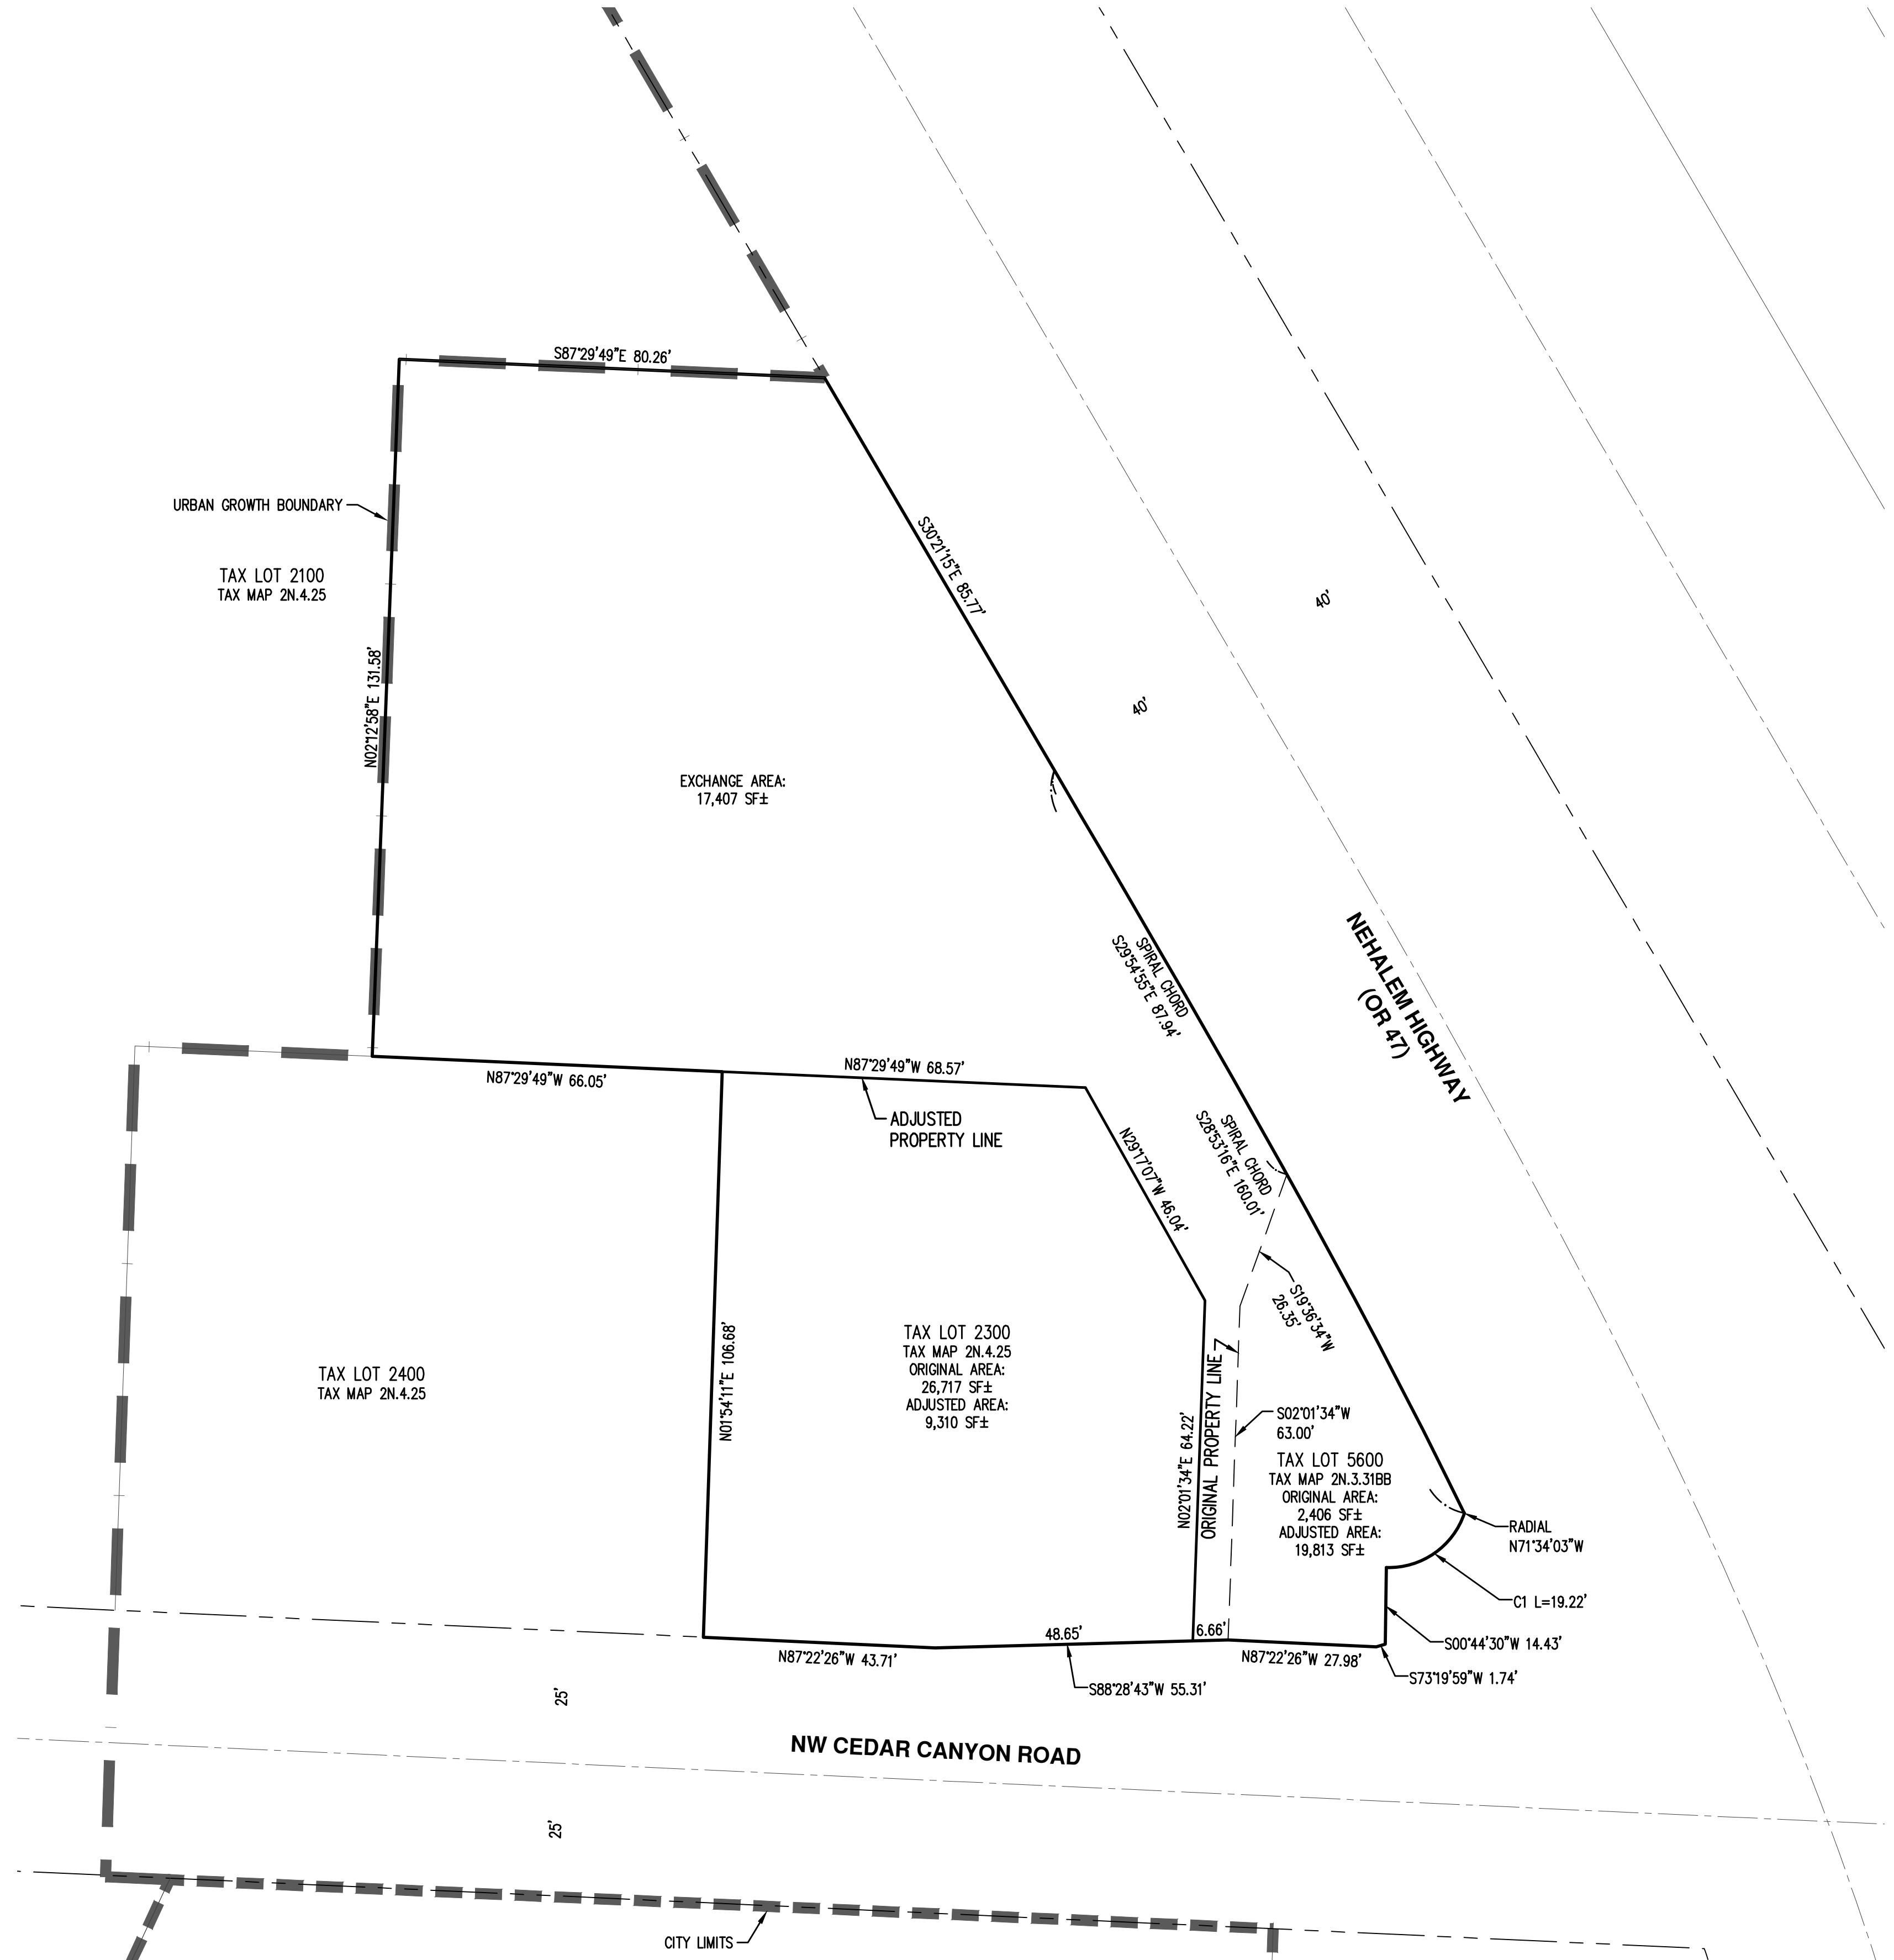 S87°29'49"E 80.26'
URBAN GROWTH BOUNDARY
TAX LOT 2100
TAX MAP 2N.4.25
N02°12'58"E 131.58'
S30°21'15"E 85.77'
40'
40'
EXCHANGE AREA:
17,407 SF±
SPIRAL CHORD
S29°54'55"E 87.94'
NEHALEM HIGHWAY
(OR 47)
N87°29'49"W 66.05'
N87°29'49"W 68.57'
ADJUSTED
PROPERTY LINE
N29°17'07"W 46.04'
SPIRAL CHORD
S28°53'16"E 160.01'
S19°36'34"W
26.35'
TAX LOT 2400
TAX MAP 2N.4.25
N01°54'11"E 106.68'
TAX LOT 2300
TAX MAP 2N.4.25
ORIGINAL AREA:
26,717 SF±
ADJUSTED AREA:
9,310 SF±
N02°01'34"E 64.22'
ORIGINAL PROPERTY LINE
S02°01'34"W
63.00'
TAX LOT 5600
TAX MAP 2N.3.31BB
ORIGINAL AREA:
2,406 SF±
ADJUSTED AREA:
19,813 SF±
RADIAL
N71°34'03"W
C1 L=19.22'
S00°44'30"W 14.43'
S73°19'59"W 1.74'
N87°22'26"W 43.71'
48.65'
6.66'
N87°22'26"W 27.98'
S88°28'43"W 55.31'
25'
NW CEDAR CANYON ROAD
25'
CITY LIMITS